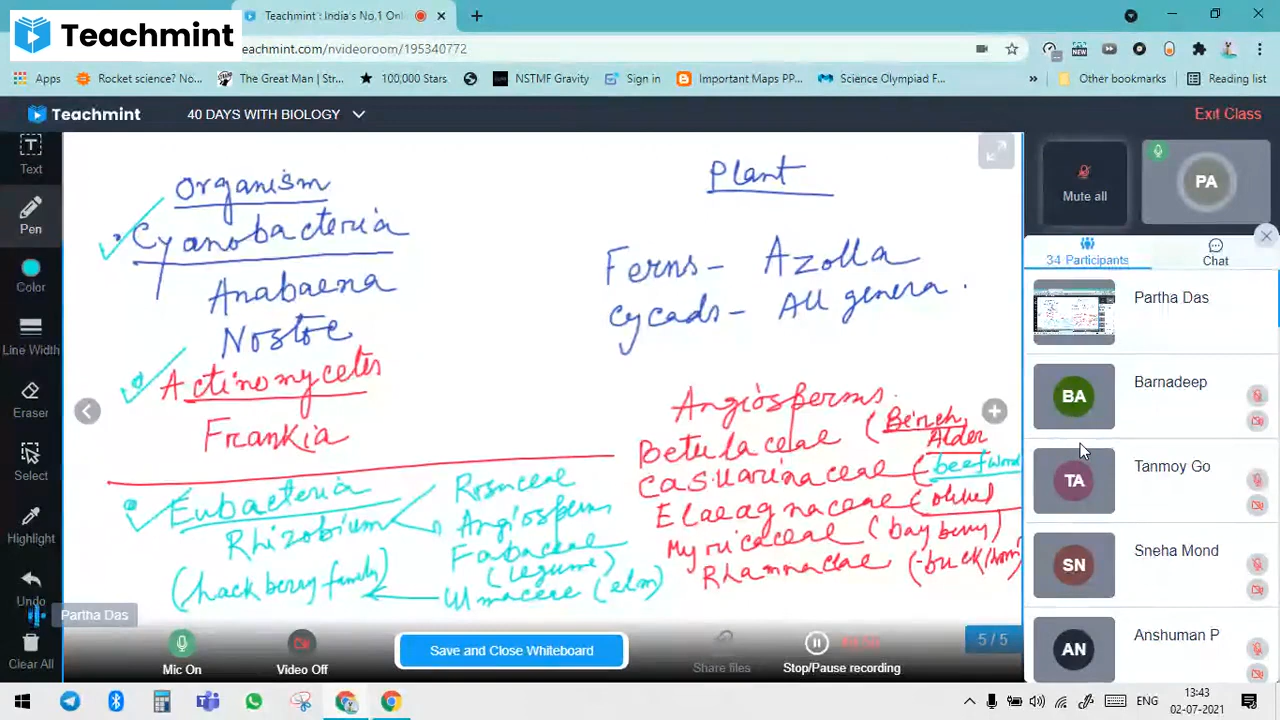 Teachmint: India's No.1 Onl
Teachmint
eachmint.com/nvideoroom/195340772
Apps
Rocket science? No...
The Great Man | Str...
100,000 Stars
NSTMF Gravity
Sign in
Important Maps PP...
Science Olympiad F...
»
Other bookmarks
Reading list
Teachmint
40 DAYS WITH BIOLOGY
Exit Class
Text
Pen
Color
Line Width
Eraser
Select
Highlight
Undo
Clear All
Organism
Plant
Cyanobacteria
Anabaena
Nostoc
Ferns - Azolla
Cycads - All genera.
Actinomycetes
Frankia
Angiosperms.
Betulaceae (Birch,
Alder
Casuarinaceae (beefwood
Elaeagnaceae (
Myricaceae (bay berry)
Rhamnaceae (buckthorn)
Eubacteria
Rhizobium
Rosaceae
Angiosperm
Fabaceae
(legume)
(hackberry family)
Ulmaceae (elm)
Partha Das
Mic On
Video Off
Save and Close Whiteboard
Share files
Stop/Pause recording
5 / 5
Mute all
PA
34 Participants
Chat
Partha Das
BA
Barnadeep
TA
Tanmoy Go
SN
Sneha Mond
AN
Anshuman P
ENG
13:43
02-07-2021